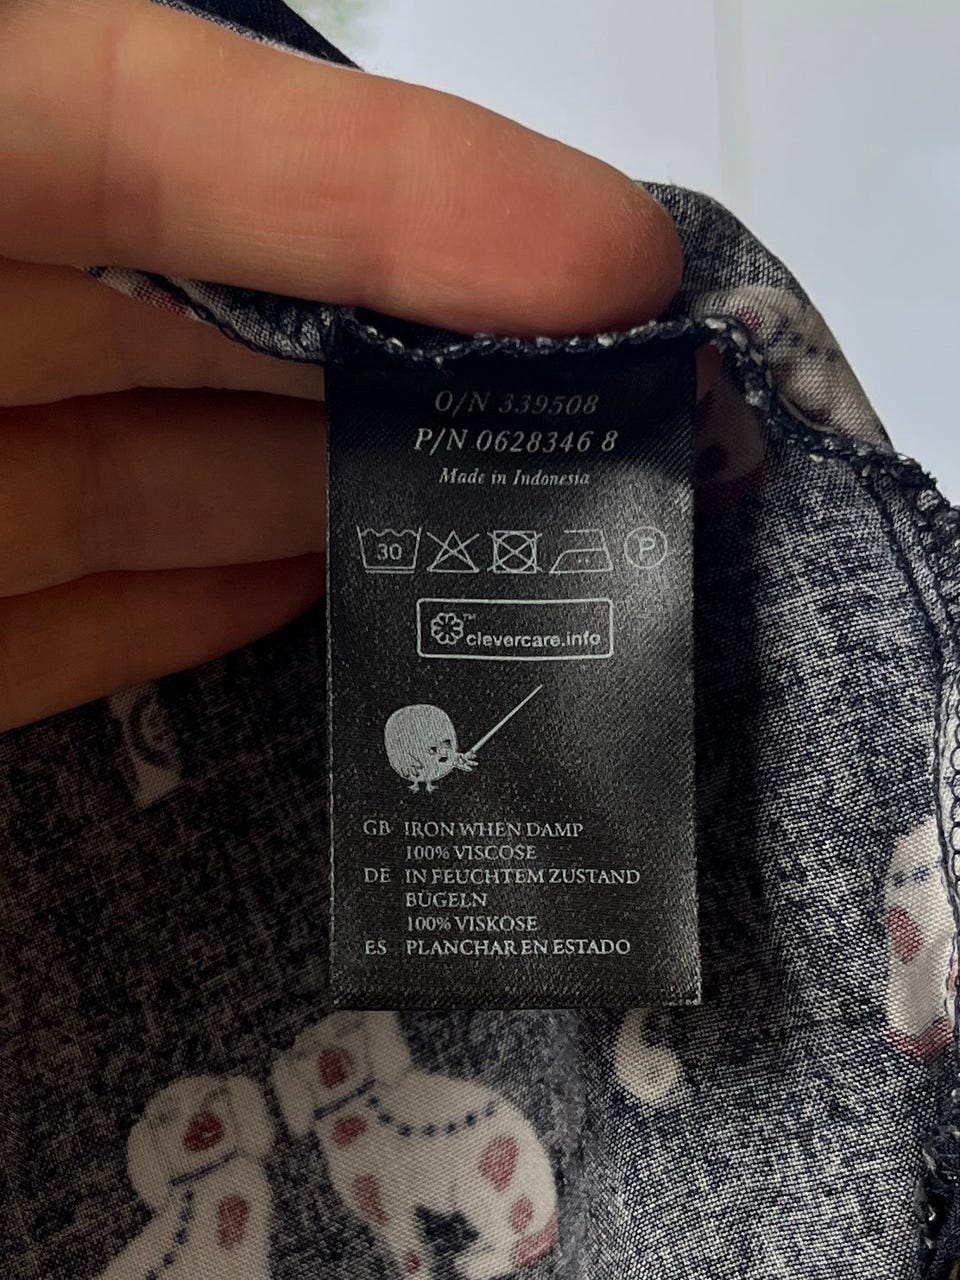 O/N 339508
P/N 0628346 8
Made in Indonesia
30 P
™
clevercare.info
GB IRON WHEN DAMP
100% VISCOSE
DE IN FEUCHTEM ZUSTAND
BÜGELN
100% VISKOSE
ES PLANCHAR EN ESTADO